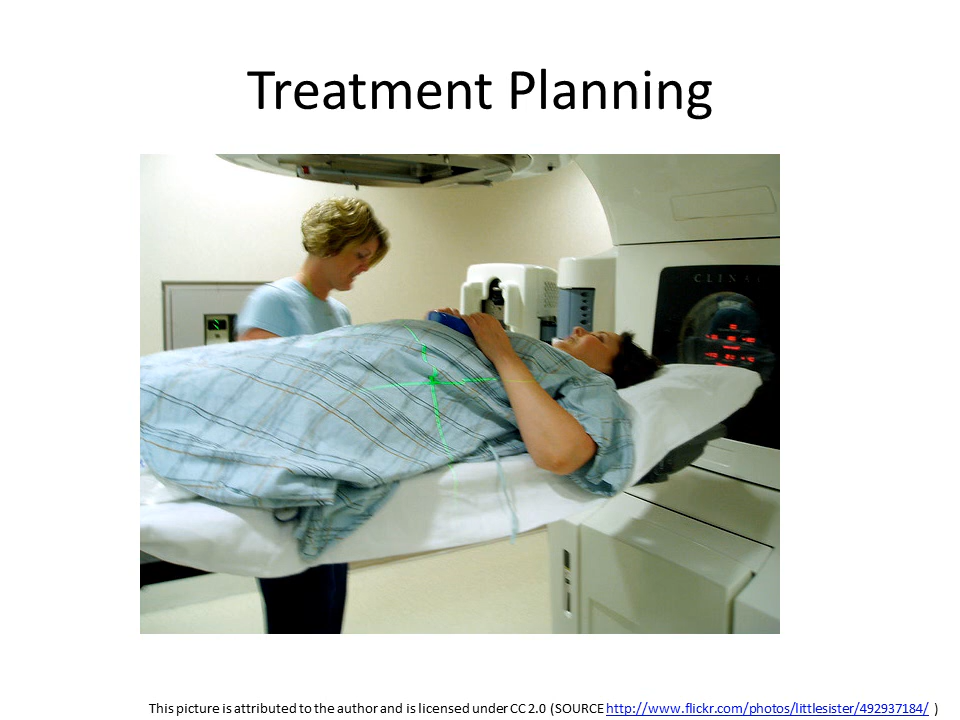 Treatment Planning
CLINAC
This picture is attributed to the author and is licensed under CC 2.0 (SOURCE http://www.flickr.com/photos/littlesister/492937184/ )